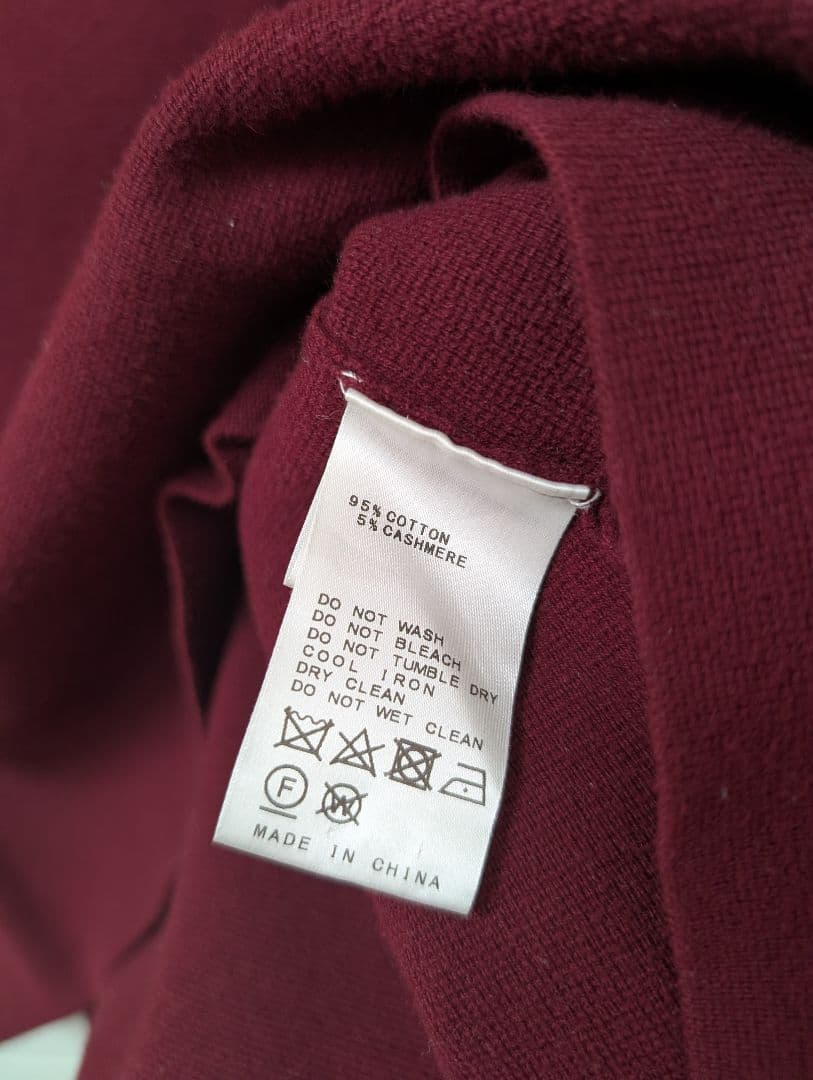 95% COTTON
5% CASHMERE
DO NOT WASH
DO NOT BLEACH
DO NOT TUMBLE DRY
COOL IRON
DRY CLEAN
DO NOT WET CLEAN
F W
MADE IN CHINA